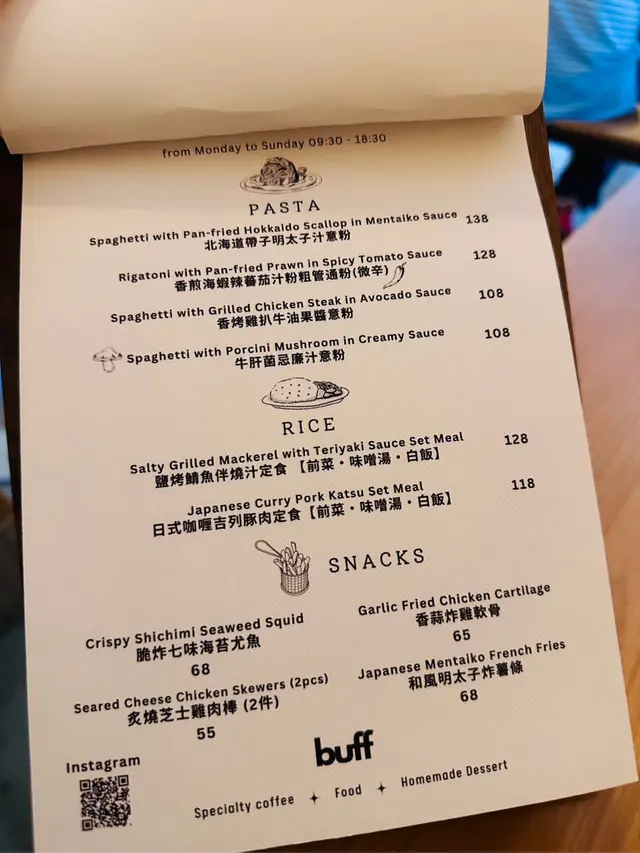 from Monday to Sunday 09:30 - 18:30
PASTA
Spaghetti with Pan-fried Hokkaido Scallop in Mentaiko Sauce 138
北海道帶子明太子汁意粉
Rigatoni with Pan-fried Prawn in Spicy Tomato Sauce 128
香煎海蝦辣蕃茄汁粉粗管通粉(微辛)
Spaghetti with Grilled Chicken Steak in Avocado Sauce 108
香烤雞扒牛油果醬意粉
Spaghetti with Porcini Mushroom in Creamy Sauce 108
牛肝菌忌廉汁意粉
RICE
Salty Grilled Mackerel with Teriyaki Sauce Set Meal 128
鹽烤鯖魚伴燒汁定食【前菜・味噌湯・白飯】
Japanese Curry Pork Katsu Set Meal 118
日式咖喱吉列豚肉定食【前菜・味噌湯・白飯】
SNACKS
Crispy Shichimi Seaweed Squid
脆炸七味海苔尤魚
68
Garlic Fried Chicken Cartilage
香蒜炸雞軟骨
65
Seared Cheese Chicken Skewers (2pcs)
炙燒芝士雞肉棒 (2件)
55
Japanese Mentaiko French Fries
和風明太子炸薯條
68
Instagram
buff
Specialty coffee ✦ Food ✦ Homemade Dessert